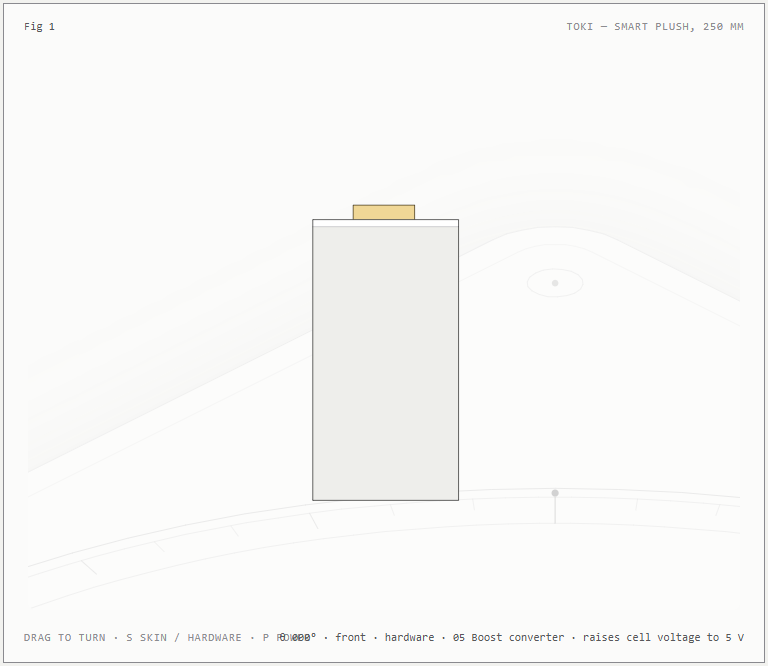 Fig 1
TOKI — SMART PLUSH, 250 MM
DRAG TO TURN · S SKIN / HARDWARE · P
· front · hardware · 05 Boost converter · raises cell voltage to 5 V